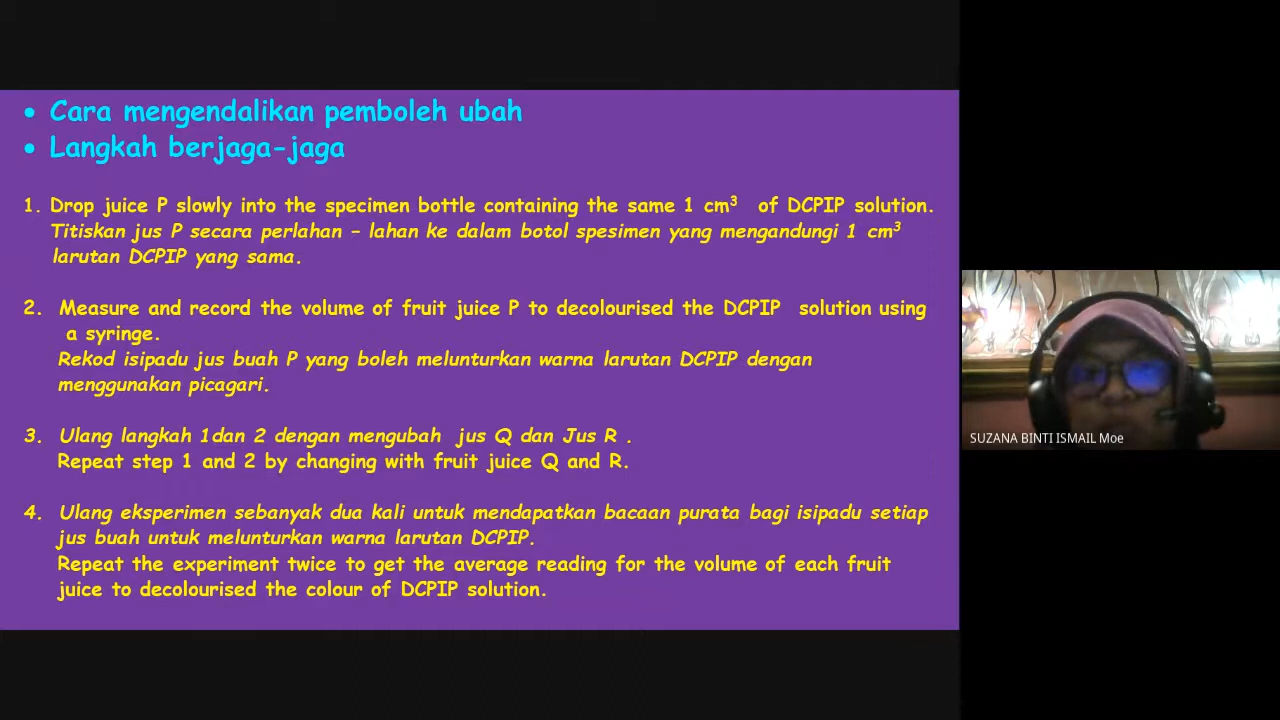 • Cara mengendalikan pemboleh ubah
• Langkah berjaga-jaga
1. Drop juice P slowly into the specimen bottle containing the same 1 cm³ of DCPIP solution.
Titiskan jus P secara perlahan – lahan ke dalam botol spesimen yang mengandungi 1 cm³
larutan DCPIP yang sama.
2. Measure and record the volume of fruit juice P to decolourised the DCPIP solution using
a syringe.
Rekod isipadu jus buah P yang boleh melunturkan warna larutan DCPIP dengan
menggunakan picagari.
3. Ulang langkah 1dan 2 dengan mengubah jus Q dan Jus R .
Repeat step 1 and 2 by changing with fruit juice Q and R.
4. Ulang eksperimen sebanyak dua kali untuk mendapatkan bacaan purata bagi isipadu setiap
jus buah untuk melunturkan warna larutan DCPIP.
Repeat the experiment twice to get the average reading for the volume of each fruit
juice to decolourised the colour of DCPIP solution.
SUZANA BINTI ISMAIL Moe